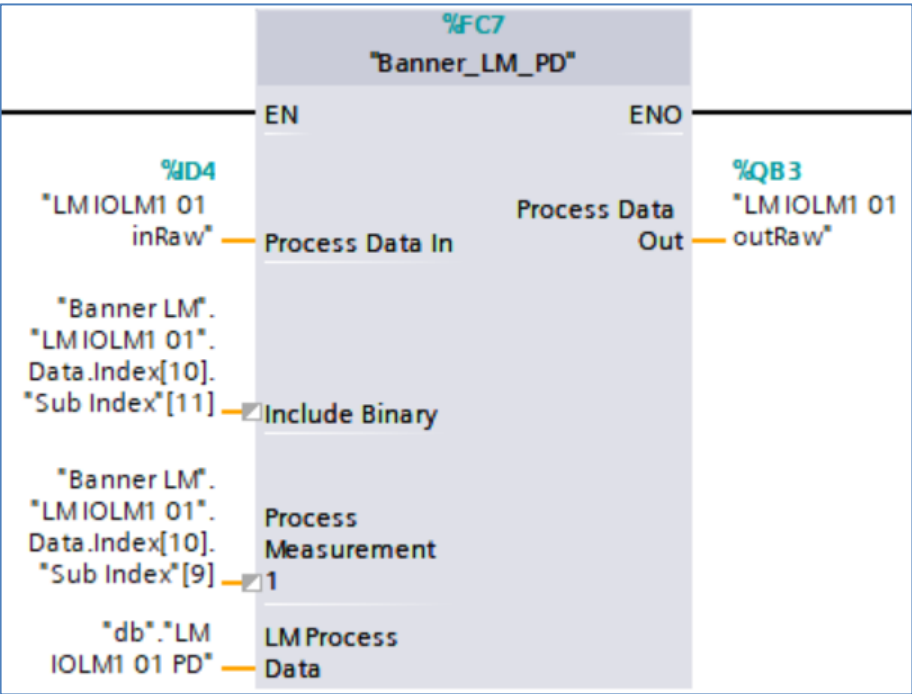 %FC7
"Banner_LM_PD"
EN
ENO
%ID4
"LM IOLM1 01
inRaw"
Process Data In
Process Data
Out
%QB3
"LM IOLM1 01
outRaw"
"Banner LM".
"LM IOLM1 01".
Data.Index[10].
"Sub Index"[11]
Include Binary
"Banner LM".
"LM IOLM1 01".
Data.Index[10].
"Sub Index"[9]
Process
Measurement
1
"db"."LM
IOLM1 01 PD"
LM Process
Data